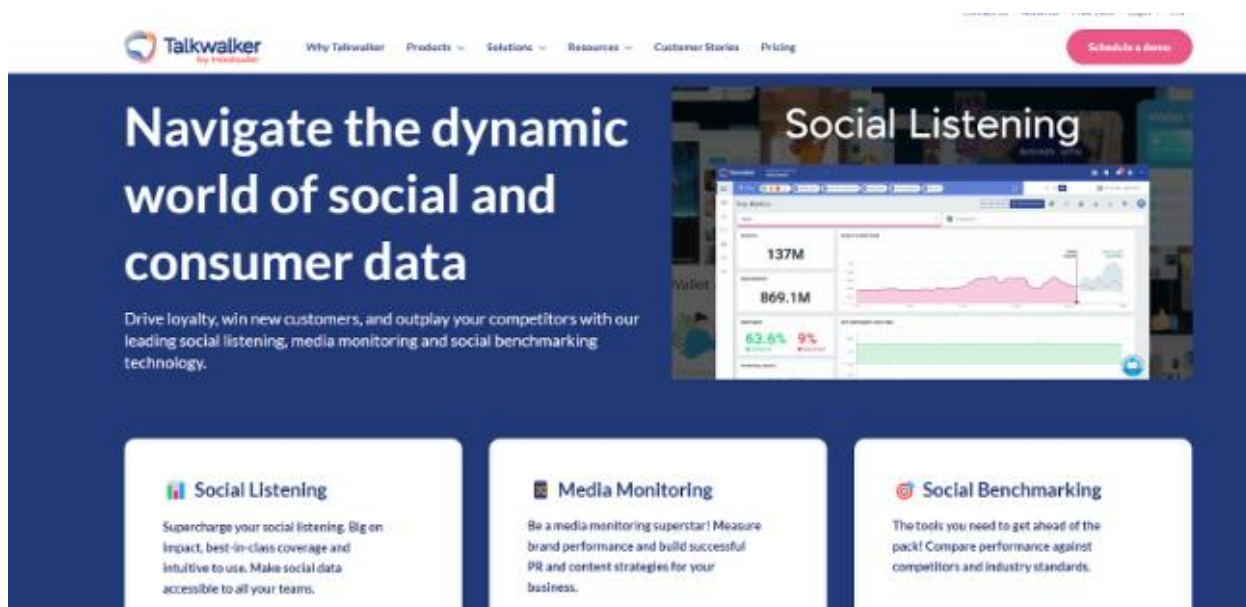 Talkwalker
by Hootsuite
Why Talkwalker Products Solutions Resources Customer Stories Pricing
Schedule a demo
Navigate the dynamic
world of social and
consumer data
Drive loyalty, win new customers, and outplay your competitors with our
leading social listening, media monitoring and social benchmarking
technology.
Social Listening
137M
869.1M
63.6% 9%
Social Listening
Supercharge your social listening. Big on
impact, best-in-class coverage and
intuitive to use. Make social data
accessible to all your teams.
Media Monitoring
Be a media monitoring superstar! Measure
brand performance and build successful
PR and content strategies for your
business.
Social Benchmarking
The tools you need to get ahead of the
pack! Compare performance against
competitors and industry standards.